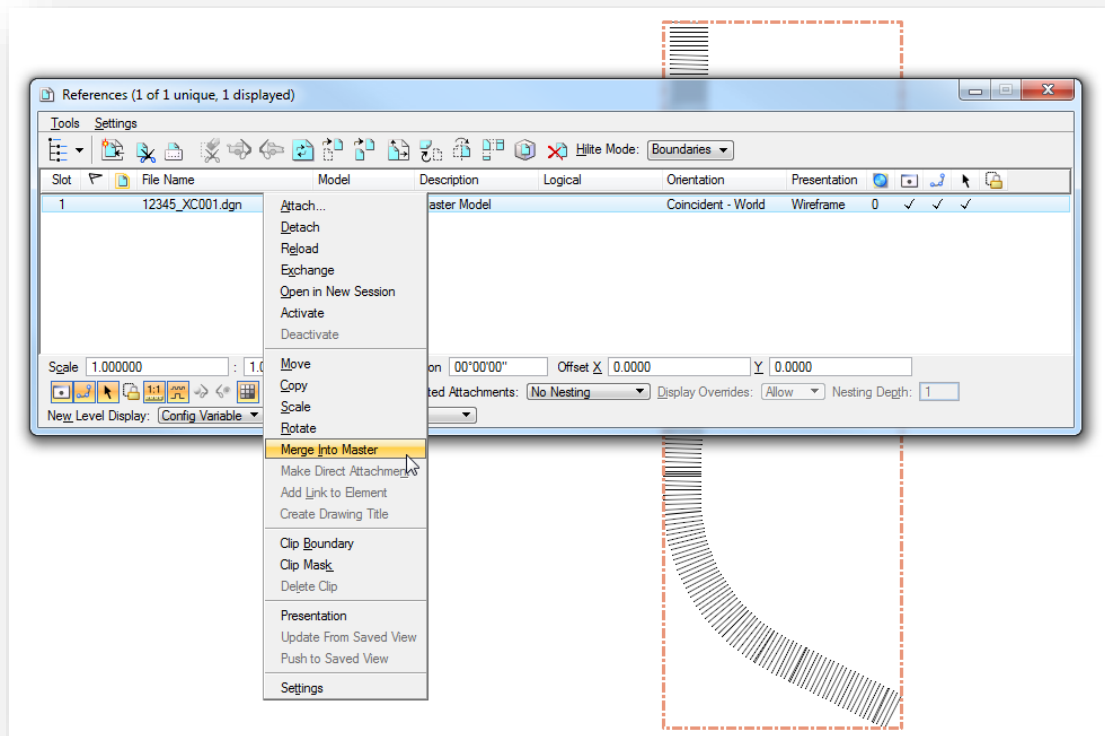 References (1 of 1 unique, 1 displayed)
Tools Settings
Hilite Mode: Boundaries
Slot File Name Model Description Logical Orientation Presentation
1 12345_XC001.dgn aster Model Coincident - World Wireframe 0
Attach...
Detach
Reload
Exchange
Open in New Session
Activate
Deactivate
Scale 1.000000 : 1.0 on 00°00'00" Offset X 0.0000 Y 0.0000
Move
Copy
1:1 ted Attachments: No Nesting Display Overrides: Allow Nesting Depth: 1
Scale
New Level Display: Config Variable
Rotate
Merge Into Master
Make Direct Attachment
Add Link to Element
Create Drawing Title
Clip Boundary
Clip Mask
Delete Clip
Presentation
Update From Saved View
Push to Saved View
Settings